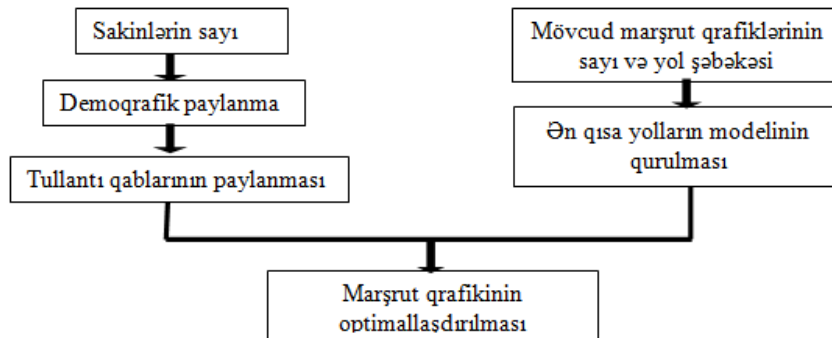 Sakinlərin sayı
Demoqrafik paylanma
Tullantı qablarının paylanması
Mövcud marşrut qrafiklərinin
sayı və yol şəbəkəsi
Ən qısa yolların modelinin
qurulması
Marşrut qrafikinin
optimallaşdırılması